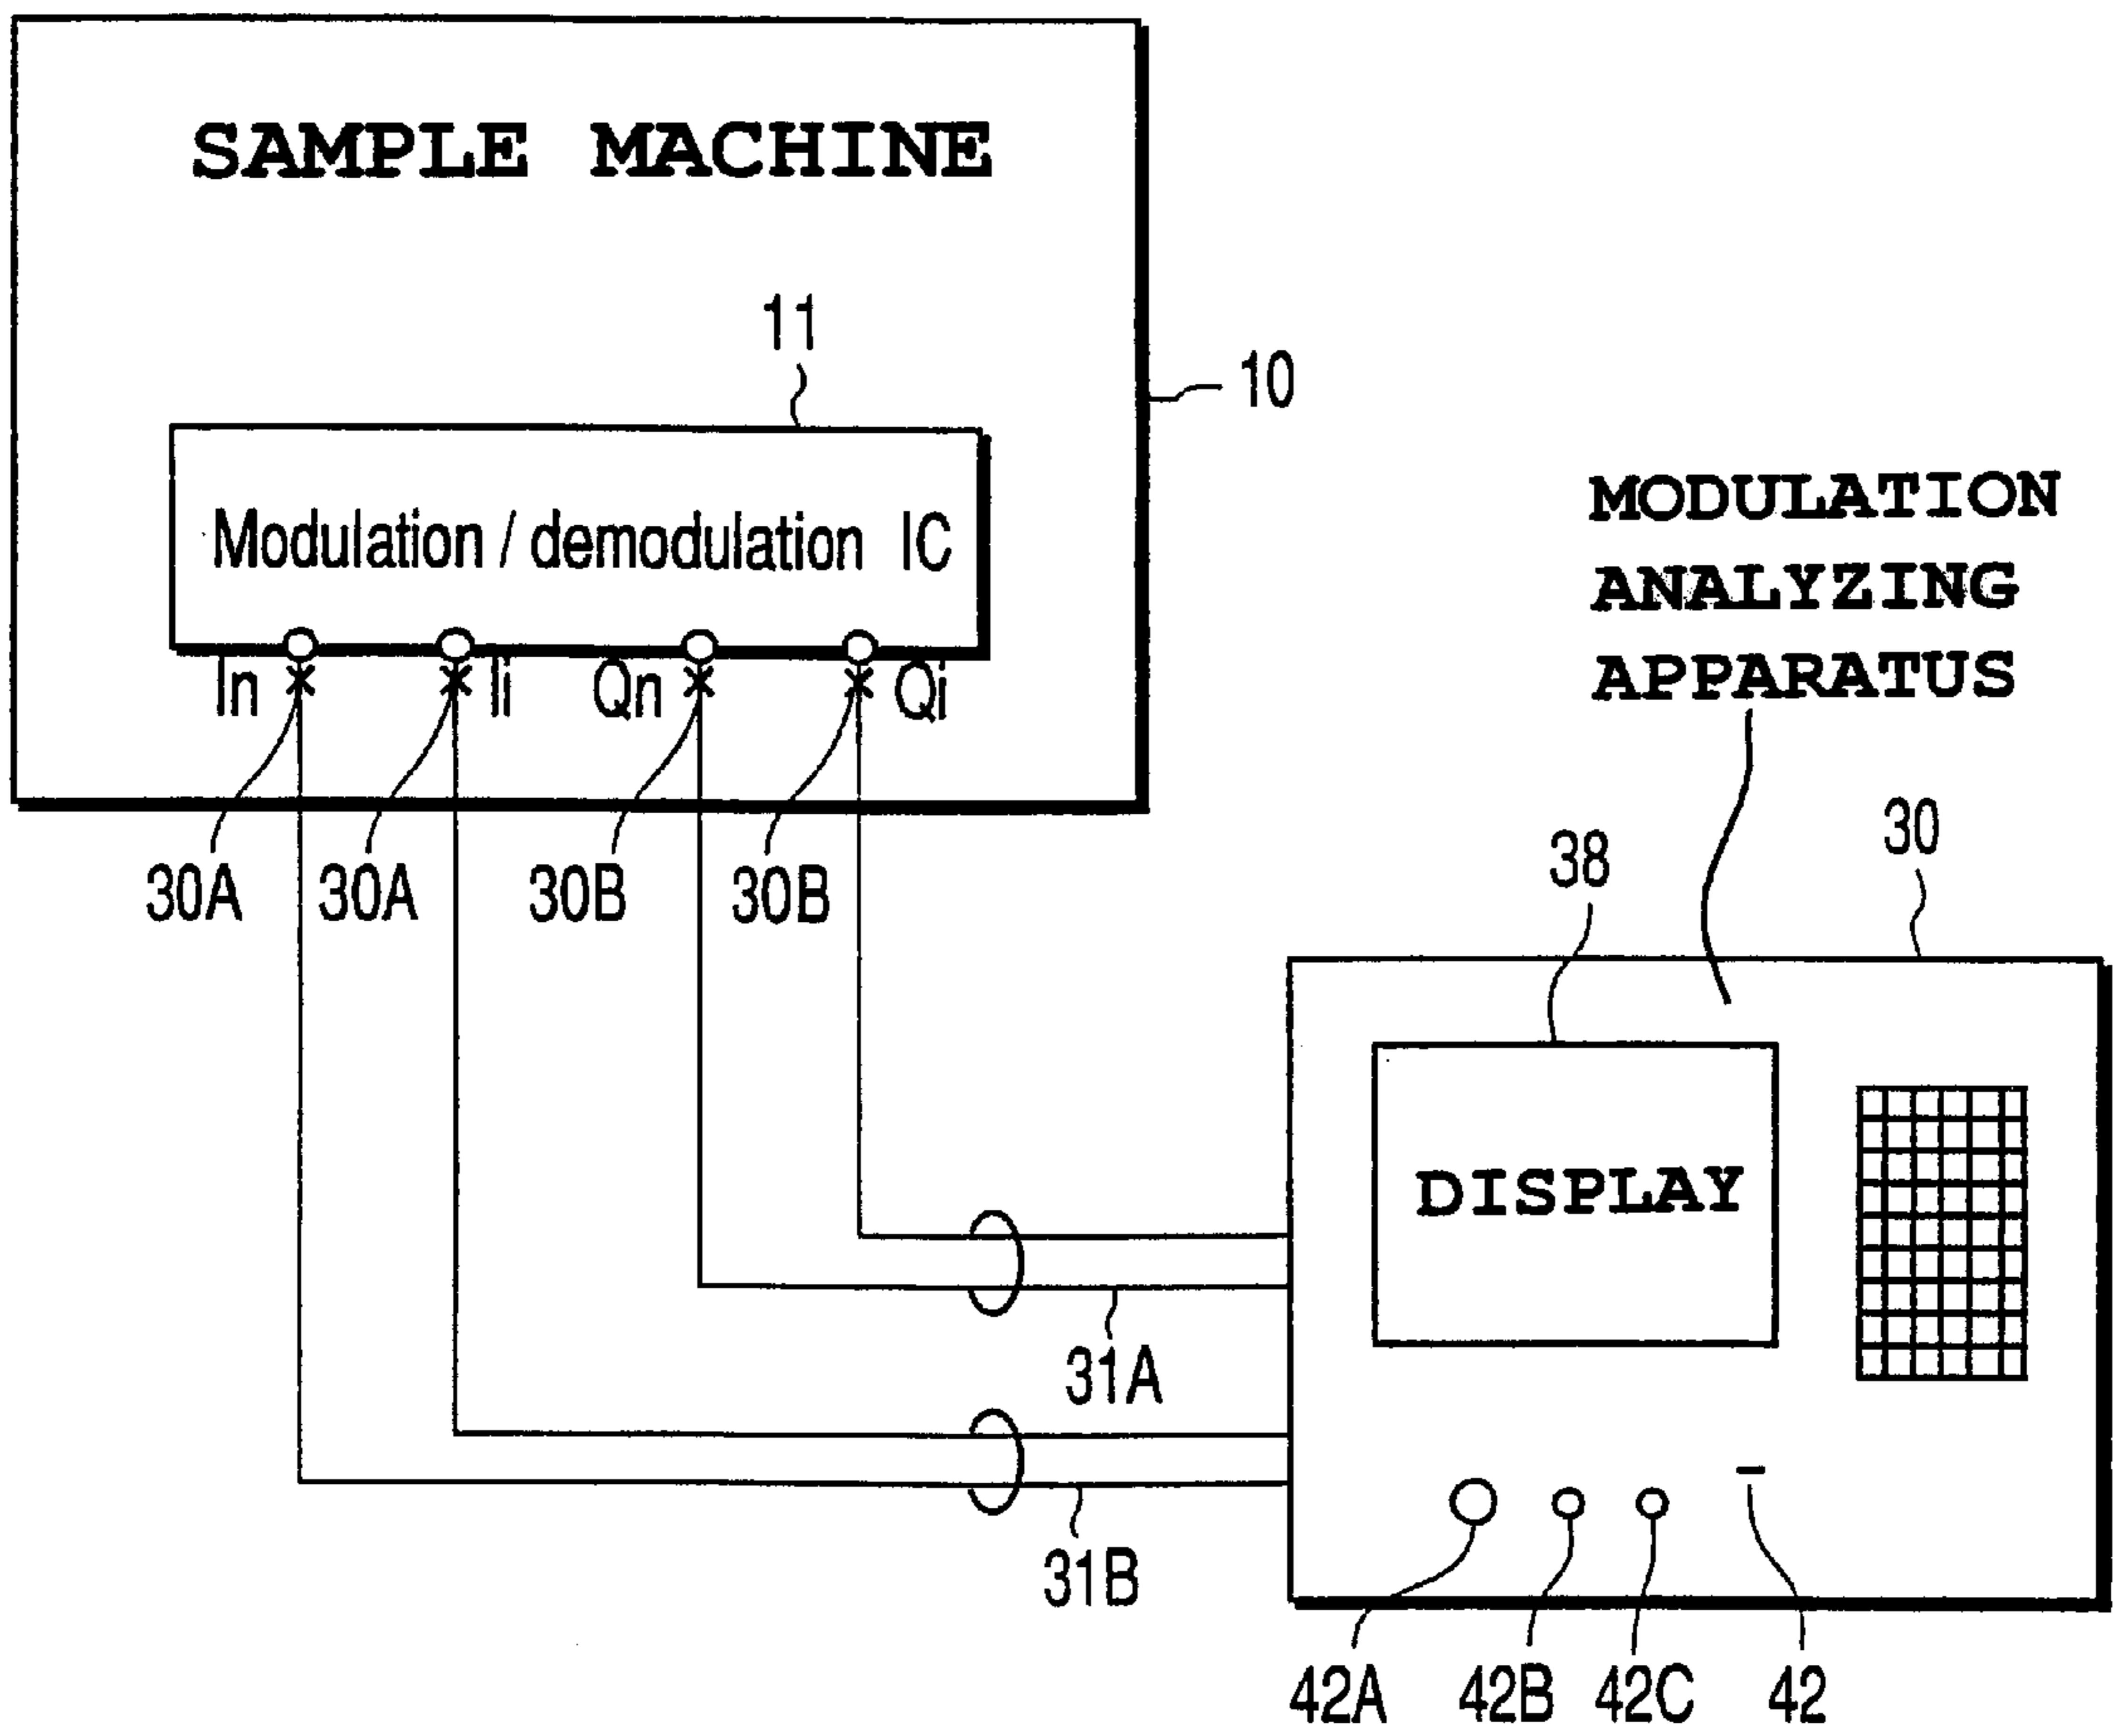 SAMPLE MACHINE
11
10
Modulation / demodulation IC
In Ii Qn Qi
MODULATION
ANALYZING
APPARATUS
30A 30A 30B 30B
38
30
DISPLAY
31A
31B
42A 42B 42C 42